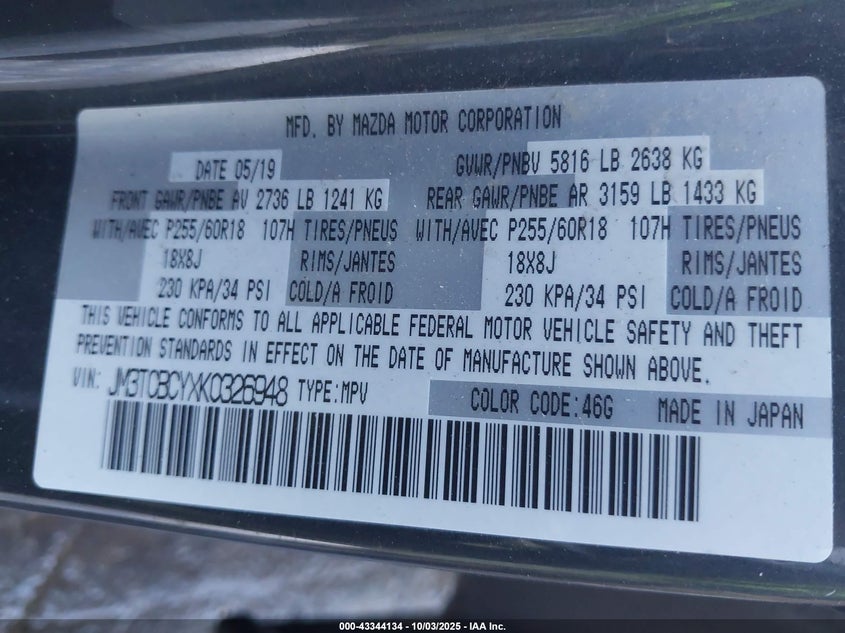 MFD. BY MAZDA MOTOR CORPORATION
DATE 05/19 GVWR/PNBV 5816 LB 2638 KG
FRONT GAWR/PNBE AV 2736 LB 1241 KG REAR GAWR/PNBE AR 3159 LB 1433 KG
WITH/AVEC P255/60R18 107H TIRES/PNEUS WITH/AVEC P255/60R18 107H TIRES/PNEUS
18X8J RIMS/JANTES 18X8J RIMS/JANTES
230 KPA/34 PSI COLD/A FROID 230 KPA/34 PSI COLD/A FROID
THIS VEHICLE CONFORMS TO ALL APPLICABLE FEDERAL MOTOR VEHICLE SAFETY AND THEFT
PREVENTION STANDARDS IN EFFECT ON THE DATE OF MANUFACTURE SHOWN ABOVE.
VIN: JM3TCBCYXK0326948 TYPE:MPV COLOR CODE:46G MADE IN JAPAN
000-43344134 - 10/03/2025 - IAA Inc.